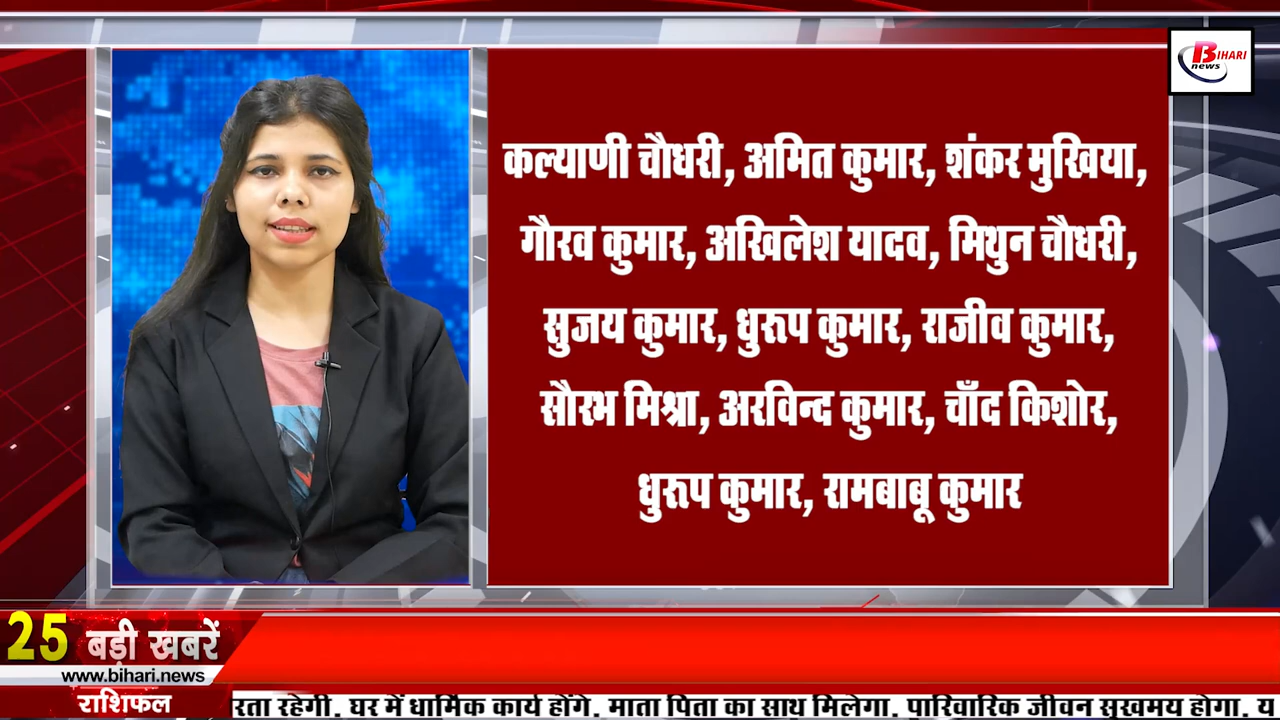 BIHARI
news
कल्याणी चौधरी, अमित कुमार, शंकर मुखिया,
गौरव कुमार, अखिलेश यादव, मिथुन चौधरी,
सुजय कुमार, धुरूप कुमार, राजीव कुमार,
सौरभ मिश्रा, अरविन्द कुमार, चाँद किशोर,
धुरूप कुमार, रामबाबू कुमार
25 बड़ी खबरें
www.bihari.news
राशिफल
रता रहेगी. घर में धार्मिक कार्य होंगे. माता पिता का साथ मिलेगा. पारिवारिक जीवन सुखमय होगा. य